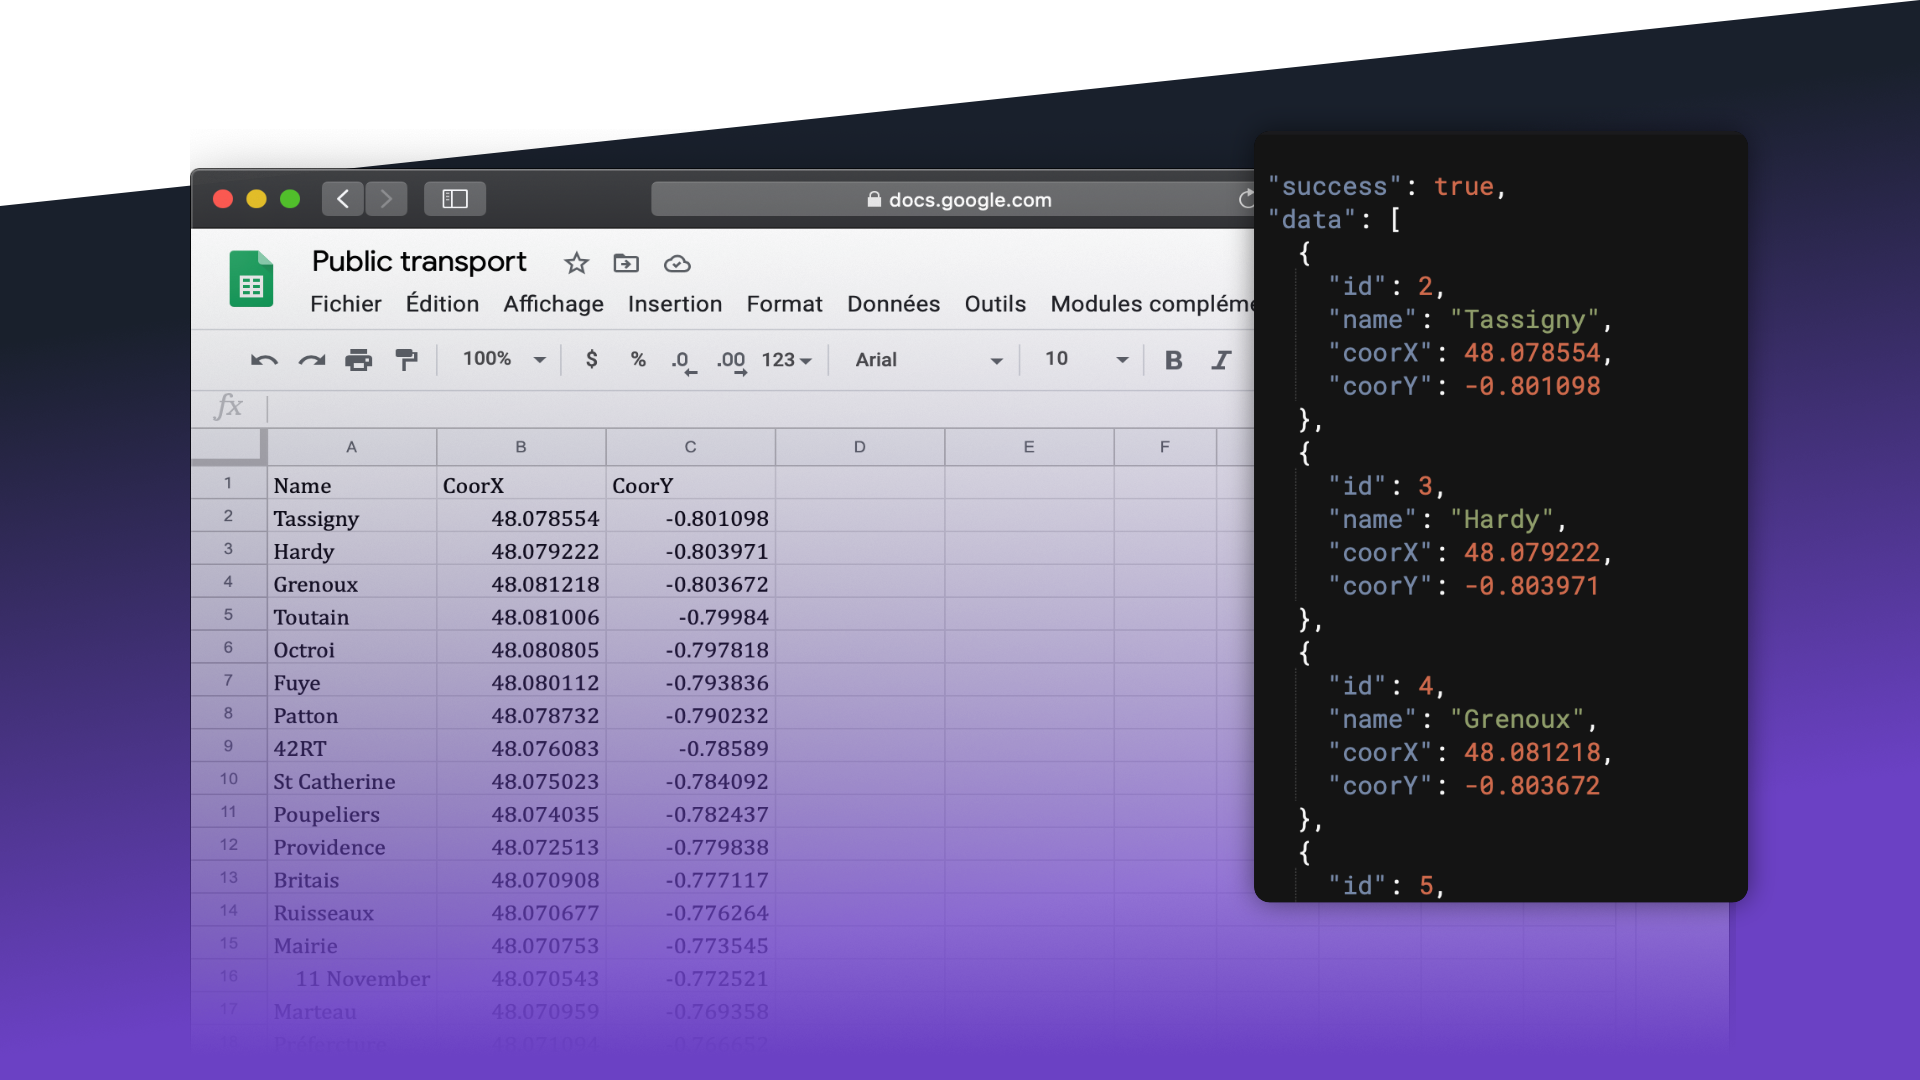 docs.google.com
Public transport
Fichier Édition Affichage Insertion Format Données Outils Modules complém
100% $ % .0 .00 123 Arial 10 B I
fx
A B C D E F
1 Name CoorX CoorY
2 Tassigny 48.078554 -0.801098
3 Hardy 48.079222 -0.803971
4 Grenoux 48.081218 -0.803672
5 Toutain 48.081006 -0.79984
6 Octroi 48.080805 -0.797818
7 Fuye 48.080112 -0.793836
8 Patton 48.078732 -0.790232
9 42RT 48.076083 -0.78589
10 St Catherine 48.075023 -0.784092
11 Poupeliers 48.074035 -0.782437
12 Providence 48.072513 -0.779838
13 Britais 48.070908 -0.777117
14 Ruisseaux 48.070677 -0.776264
15 Mairie 48.070753 -0.773545
16 11 November 48.070543 -0.772521
17 Marteau 48.070959 -0.769358
"success": true,
"data": [
{
"id": 2,
"name": "Tassigny",
"coorX": 48.078554,
"coorY": -0.801098
},
{
"id": 3,
"name": "Hardy",
"coorX": 48.079222,
"coorY": -0.803971
},
{
"id": 4,
"name": "Grenoux",
"coorX": 48.081218,
"coorY": -0.803672
},
{
"id": 5,